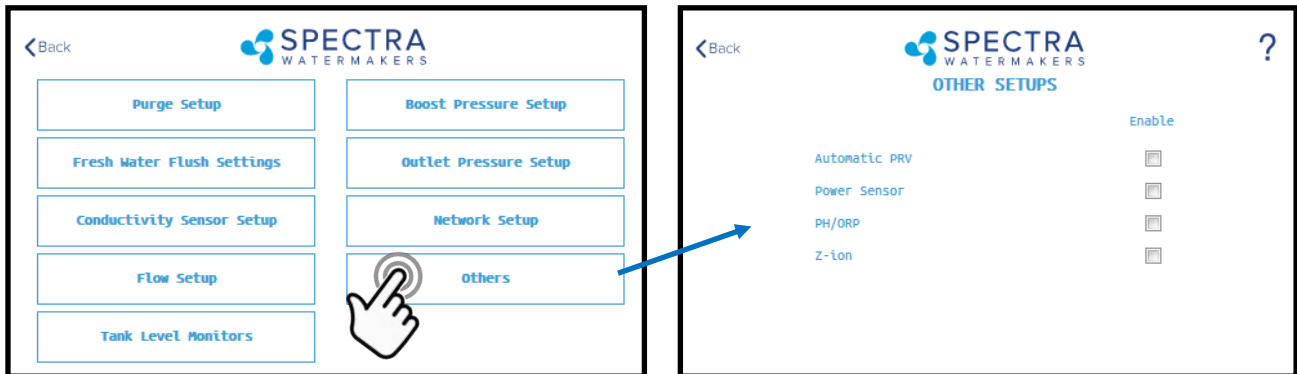 Back
SPECTRA
WATERMAKERS
Purge Setup
Boost Pressure Setup
Fresh Water Flush Settings
Outlet Pressure Setup
Conductivity Sensor Setup
Network Setup
Flow Setup
Others
Tank Level Monitors
Back
SPECTRA
WATERMAKERS
?
OTHER SETUPS
Enable
Automatic PRV
Power Sensor
PH/ORP
Z-ion